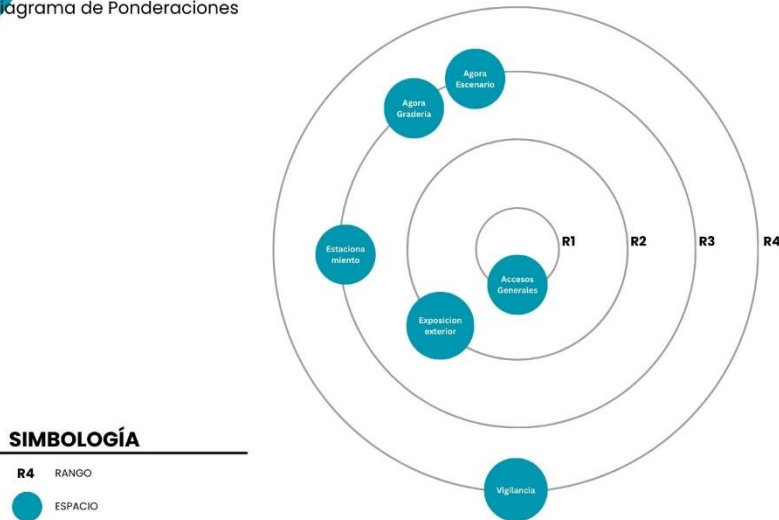 iagrama de Ponderaciones
Agora
Escenario
Agora
Graderia
R1
R2
R3
R4
Estaciona
miento
Accesos
Generales
Exposicion
exterior
Vigilancia
SIMBOLOGÍA
R4 RANGO
ESPACIO